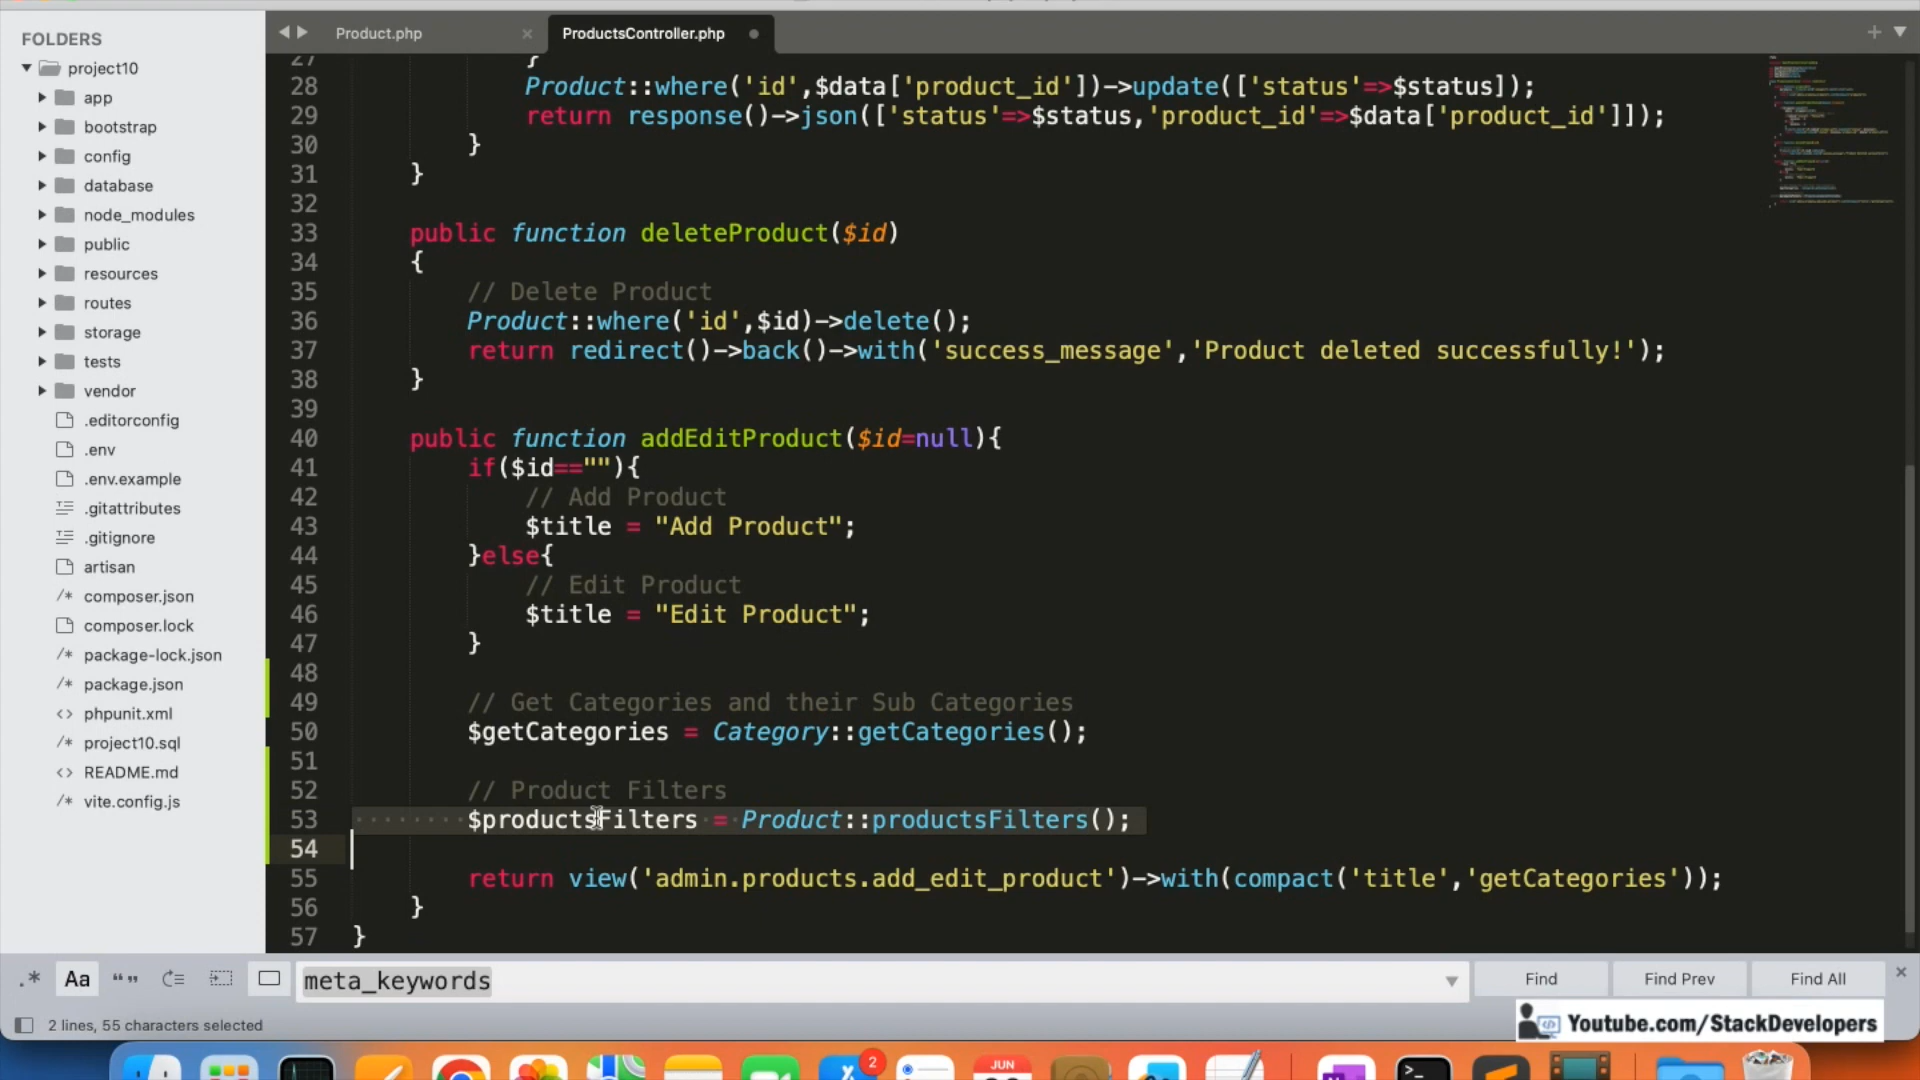 FOLDERS
project10
app
bootstrap
config
database
node_modules
public
resources
routes
storage
tests
vendor
.editorconfig
.env
.env.example
.gitattributes
.gitignore
artisan
/* composer.json
composer.lock
/* package-lock.json
/* package.json
<> phpunit.xml
<> project10.sql
<> README.md
/* vite.config.js
Product.php ×
ProductsController.php
27 }
28 Product::where('id',$data['product_id'])->update(['status'=>$status]);
29 return response()->json(['status'=>$status,'product_id'=>$data['product_id']]);
30 }
31 }
32
33 public function deleteProduct($id)
34 {
35 // Delete Product
36 Product::where('id',$id)->delete();
37 return redirect()->back()->with('success_message','Product deleted successfully!');
38 }
39
40 public function addEditProduct($id=null){
41 if($id==""){
42 // Add Product
43 $title = "Add Product";
44 }else{
45 // Edit Product
46 $title = "Edit Product";
47 }
48
49 // Get Categories and their Sub Categories
50 $getCategories = Category::getCategories();
51
52 // Product Filters
53 $productsFilters = Product::productsFilters();
54
55 return view('admin.products.add_edit_product')->with(compact('title','getCategories'));
56 }
57 }
.* Aa “” meta_keywords Find Find Prev Find All ×
2 lines, 55 characters selected
Youtube.com/StackDevelopers
2
JUN
>_